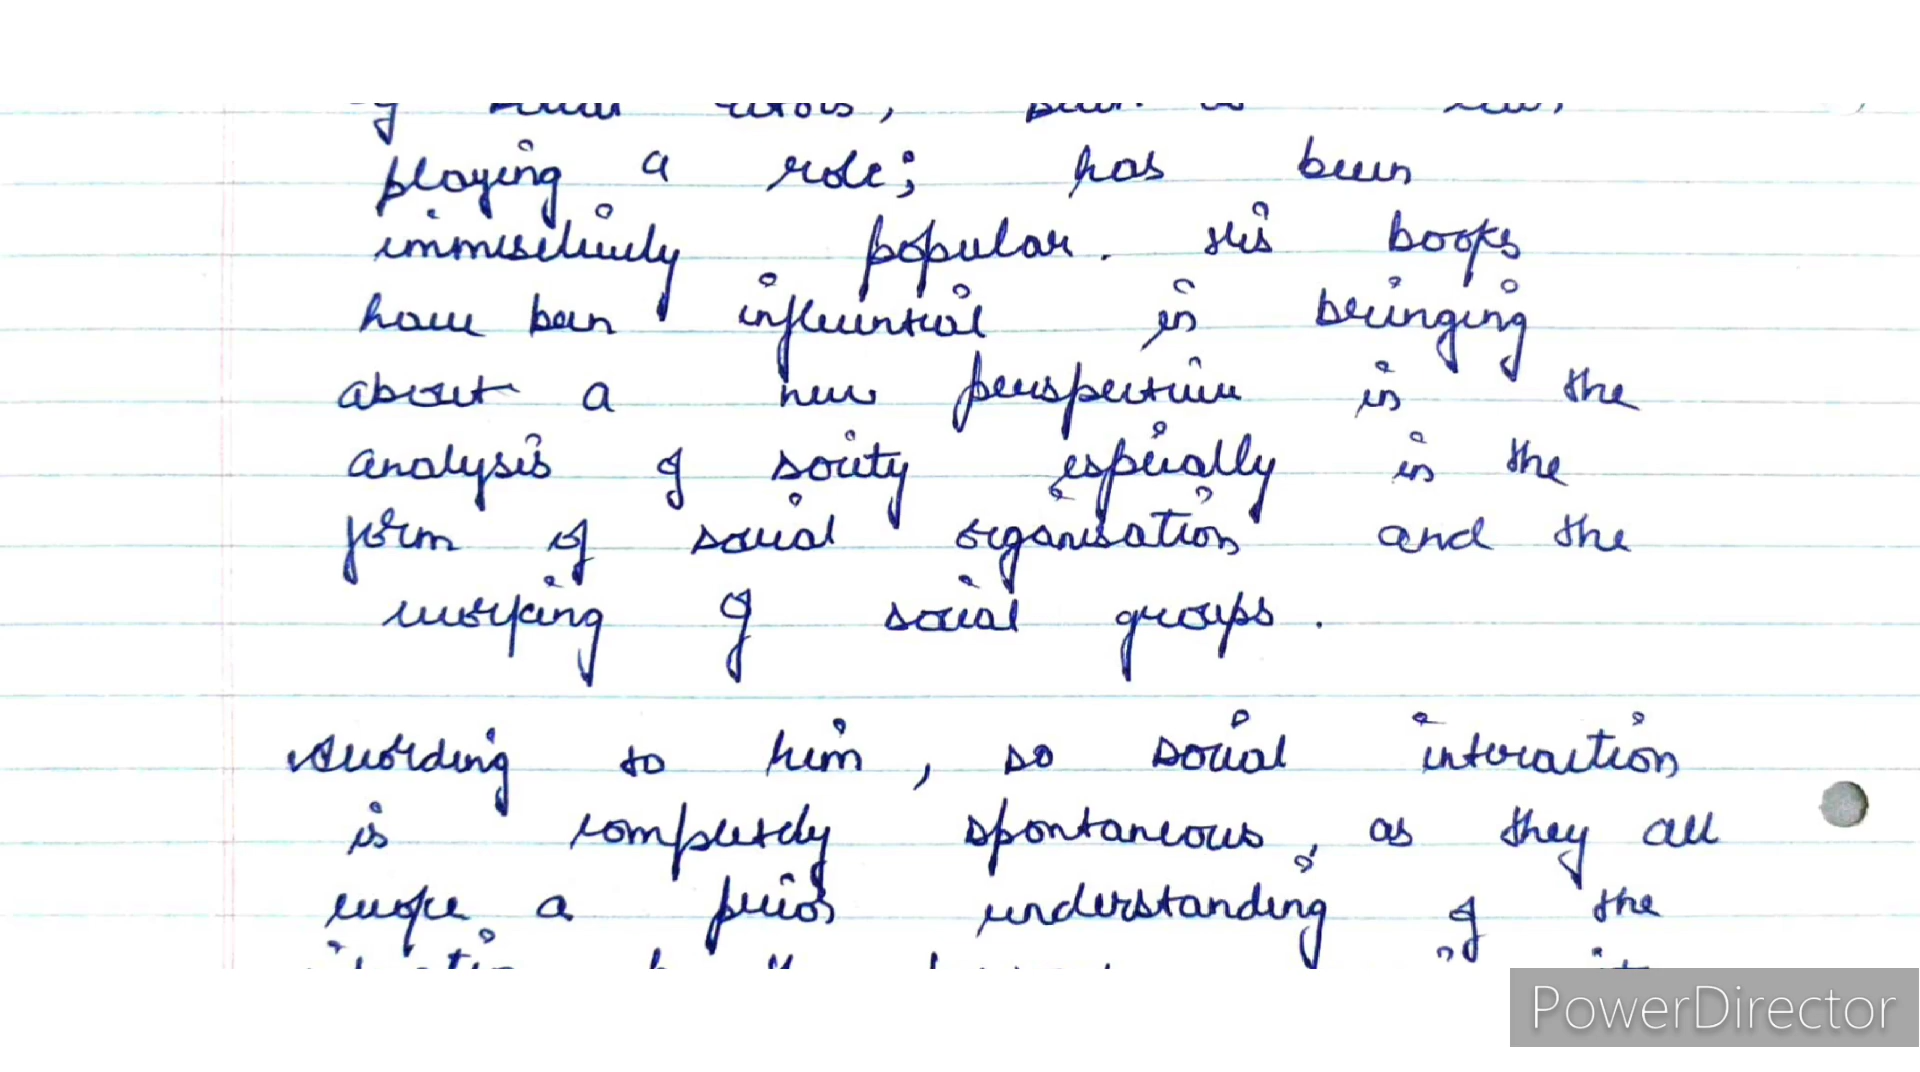 playing a role; has been
popular. His books
have been influential in bringing
about a new perspective in the
analysis of society especially in the
form of social organisation and the
working of social groups.
According to him, so social interaction
is completely spontaneous, as they all
evoke a prior understanding of the
PowerDirector